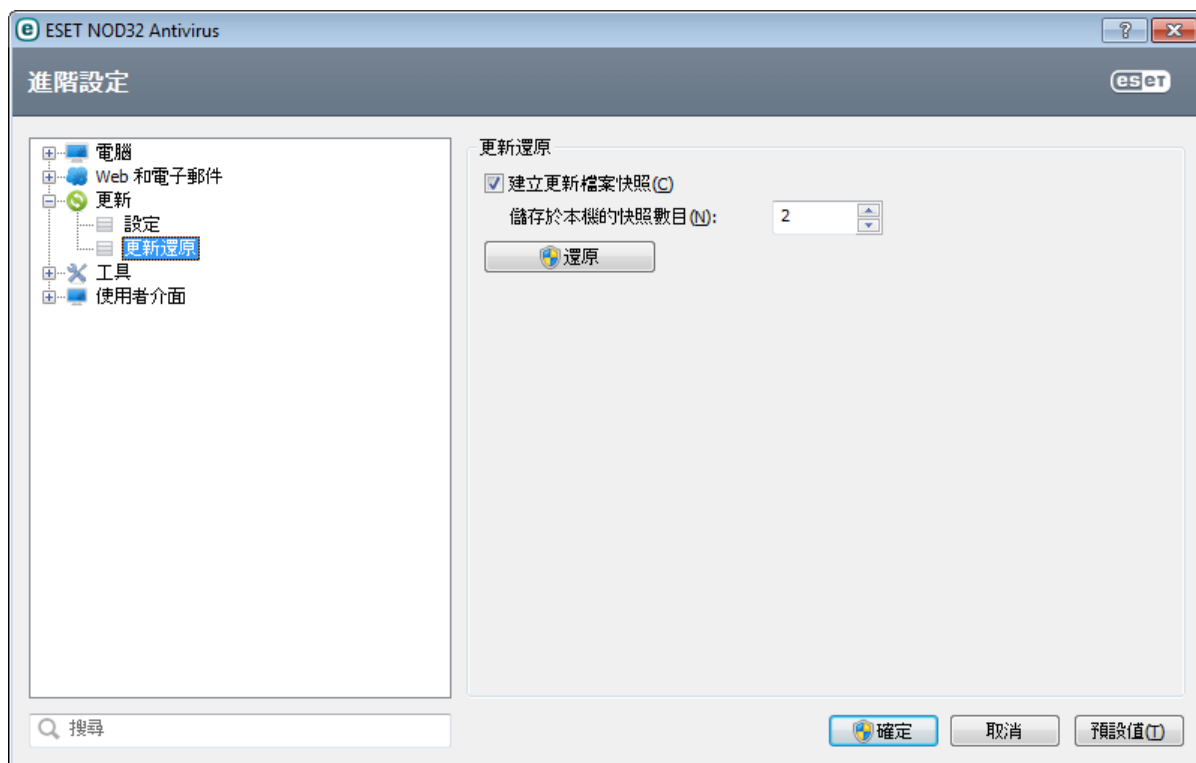 ESET NOD32 Antivirus
進階設定
eseT
電腦
Web 和電子郵件
更新
設定
更新還原
工具
使用者介面
搜尋
更新還原
建立更新檔案快照(C)
儲存於本機的快照數目(N): 2
還原
確定
取消
預設值(T)